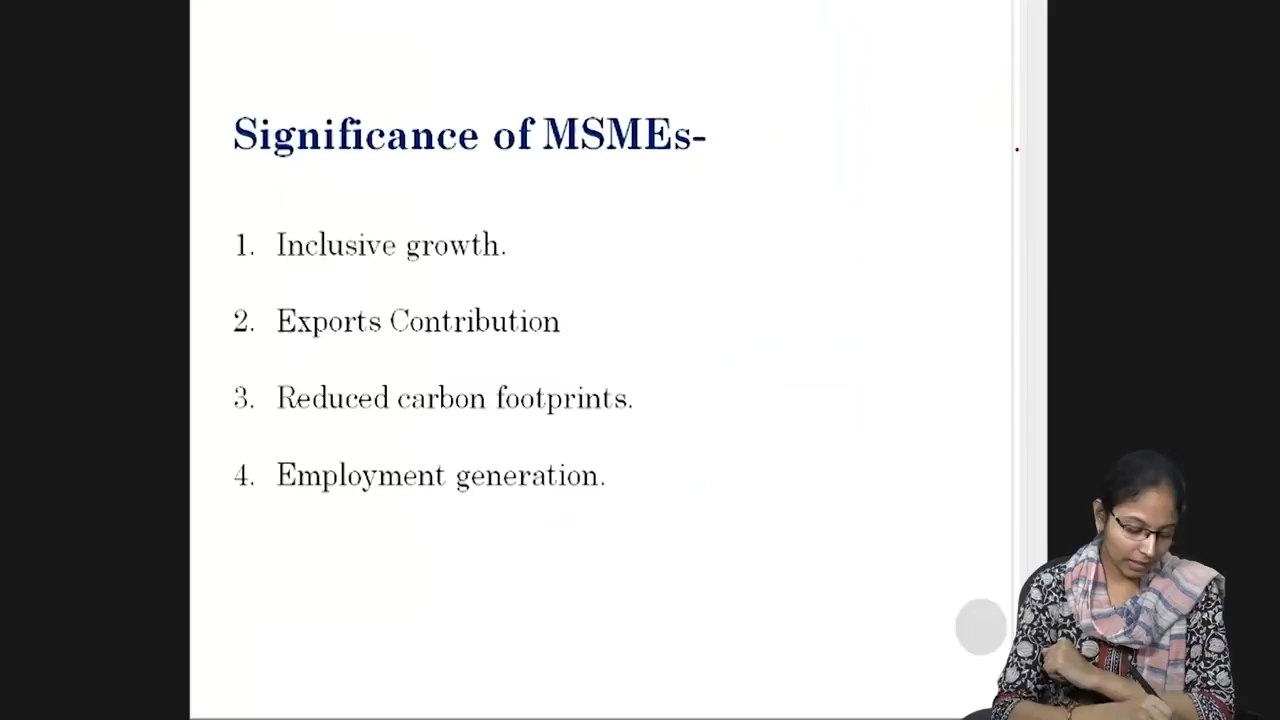 Significance of MSMEs-
1. Inclusive growth.
2. Exports Contribution
3. Reduced carbon footprints.
4. Employment generation.